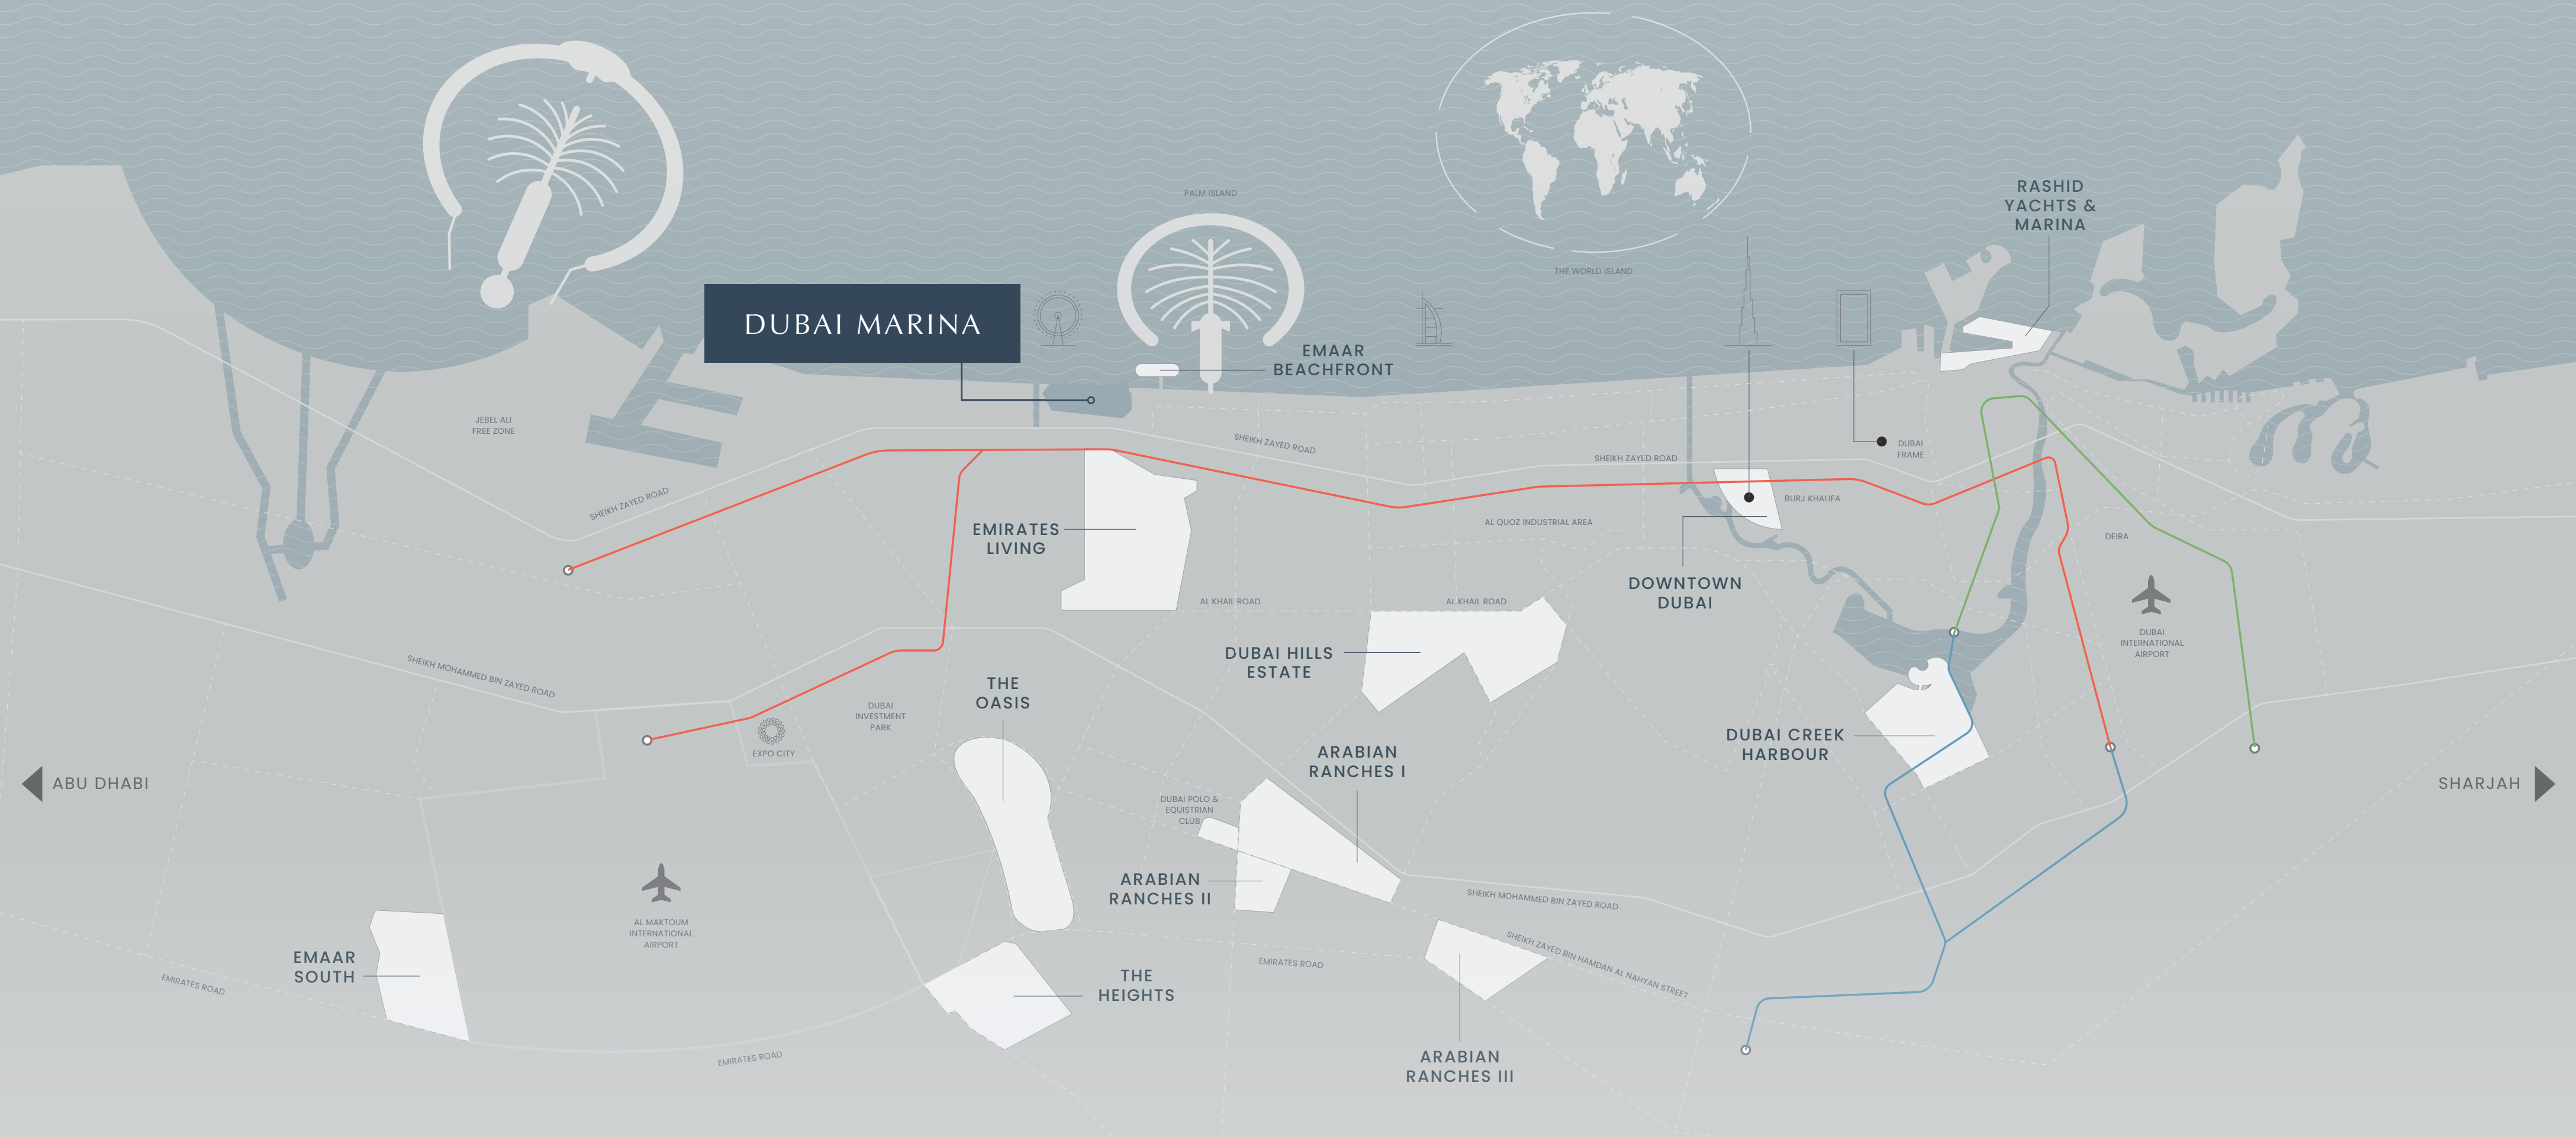 RASHID
YACHTS &
MARINA
PALM ISLAND
THE WORLD ISLAND
DUBAI MARINA
EMAAR
BEACHFRONT
JEBEL ALI
FREE ZONE
SHEIKH ZAYED ROAD
SHEIKH ZAYED ROAD
SHEIKH ZAYED ROAD
DUBAI
FRAME
BURJ KHALIFA
AL QUOZ INDUSTRIAL AREA
EMIRATES
LIVING
DEIRA
DOWNTOWN
DUBAI
AL KHAIL ROAD
AL KHAIL ROAD
DUBAI
INTERNATIONAL
AIRPORT
DUBAI HILLS
ESTATE
SHEIKH MOHAMMED BIN ZAYED ROAD
THE
OASIS
DUBAI
INVESTMENT
PARK
EXPO CITY
DUBAI CREEK
HARBOUR
ARABIAN
RANCHES I
ABU DHABI
SHARJAH
DUBAI POLO &
EQUISTRIAN
CLUB
ARABIAN
RANCHES II
SHEIKH MOHAMMED BIN ZAYED ROAD
AL MAKTOUM
INTERNATIONAL
AIRPORT
SHEIKH ZAYED BIN HAMDAN AL NAHYAN STREET
EMAAR
SOUTH
EMIRATES ROAD
EMIRATES ROAD
THE
HEIGHTS
EMIRATES ROAD
ARABIAN
RANCHES III